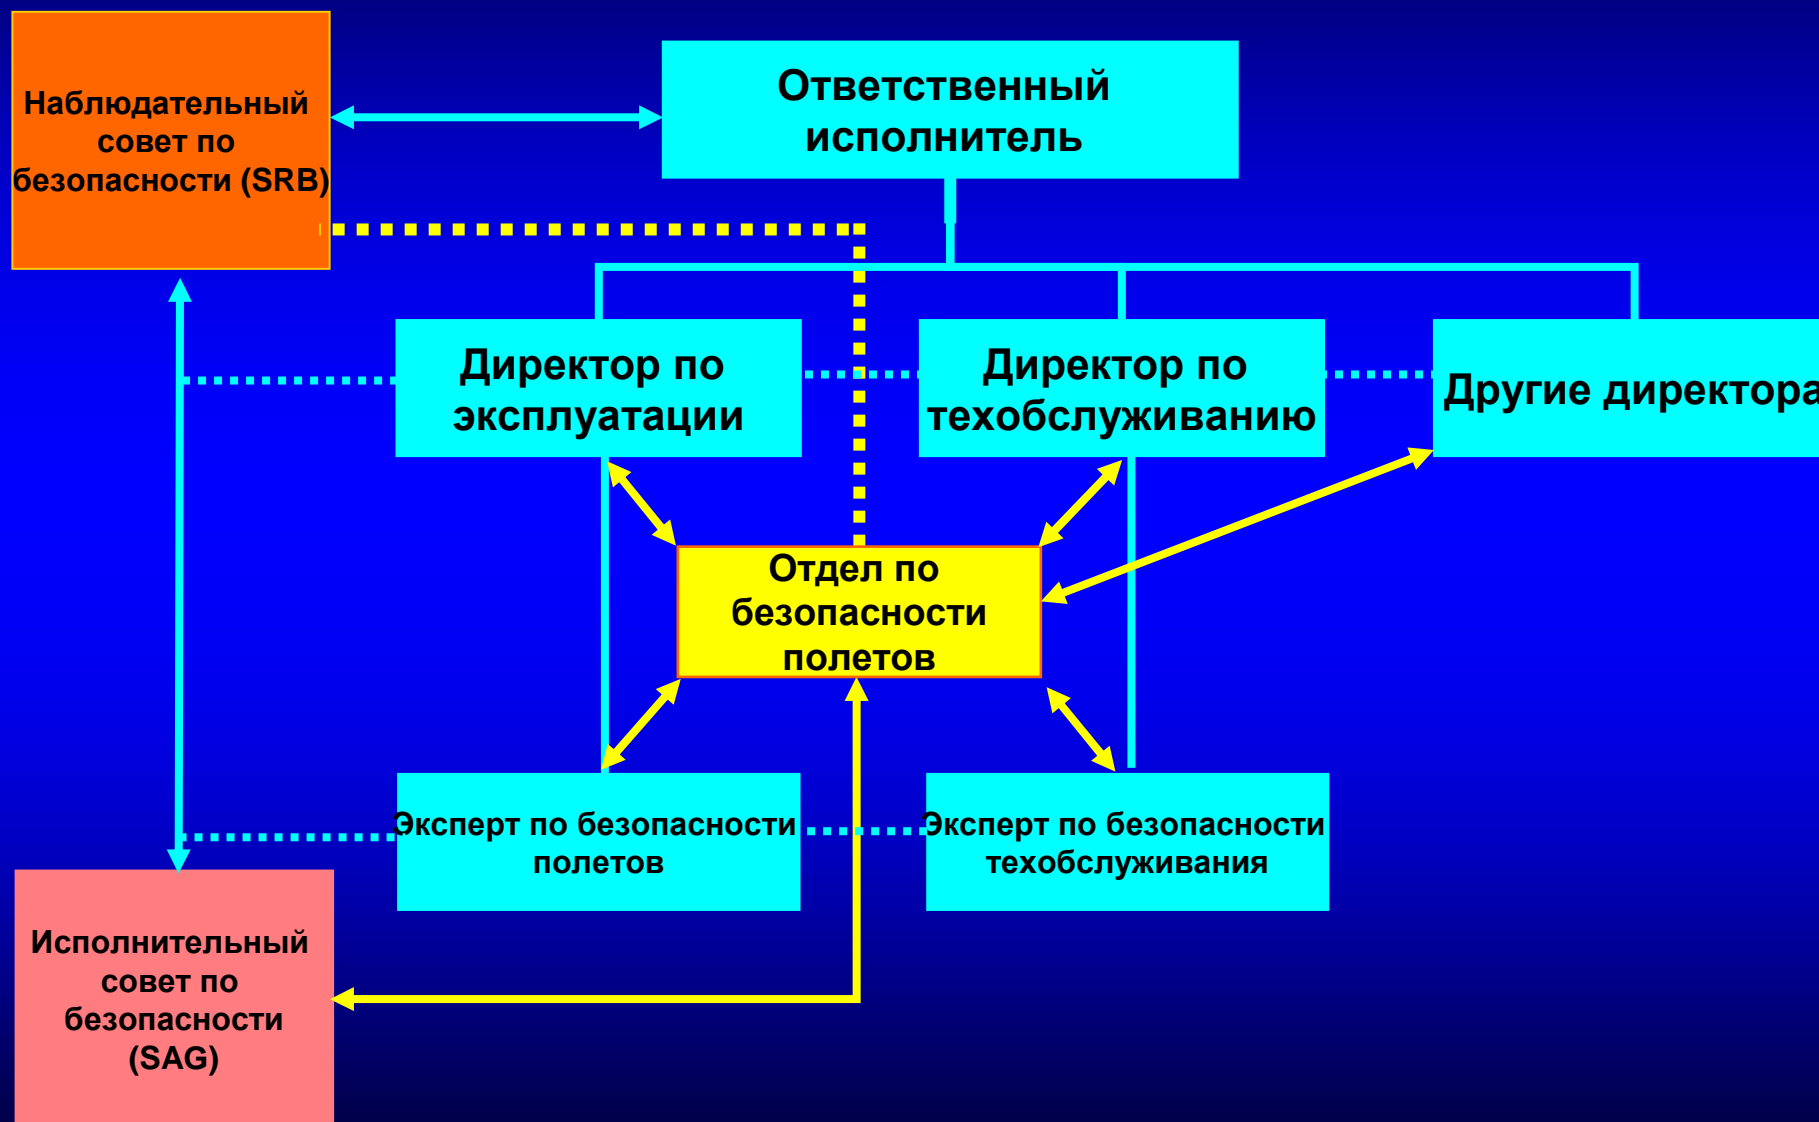 Наблюдательный
совет по
безопасности (SRB)
Ответственный
исполнитель
Директор по
эксплуатации
Директор по
техобслуживанию
Другие директора
Отдел по
безопасности
полетов
Эксперт по безопасности
полетов
Эксперт по безопасности
техобслуживания
Исполнительный
совет по
безопасности
(SAG)